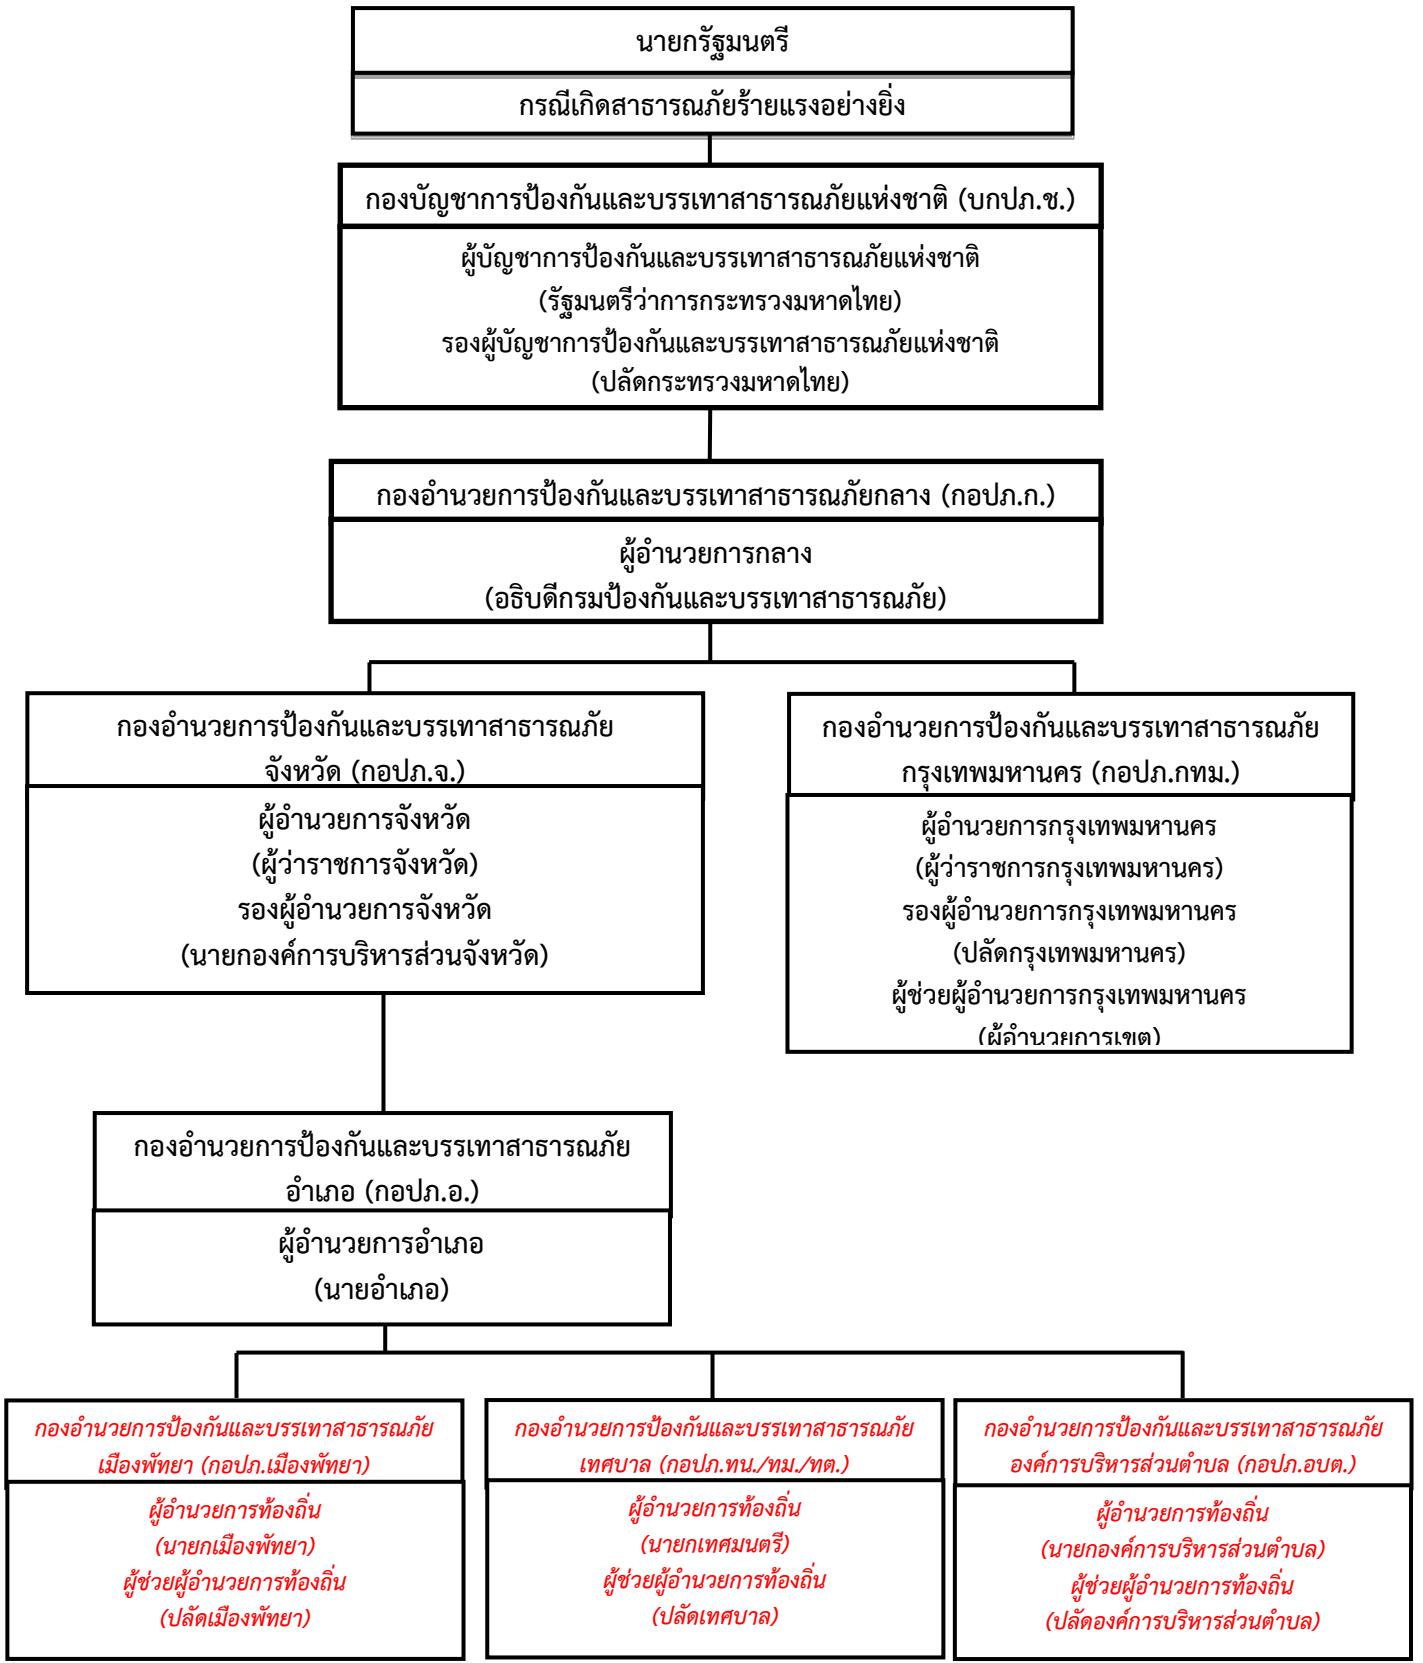 นายกรัฐมนตรี
กรณีเกิดสาธารณภัยร้ายแรงอย่างยิ่ง
กองบัญชาการป้องกันและบรรเทาสาธารณภัยแห่งชาติ (บกปภ.ช.)
ผู้บัญชาการป้องกันและบรรเทาสาธารณภัยแห่งชาติ
(รัฐมนตรีว่าการกระทรวงมหาดไทย)
รองผู้บัญชาการป้องกันและบรรเทาสาธารณภัยแห่งชาติ
(ปลัดกระทรวงมหาดไทย)
กองอำนวยการป้องกันและบรรเทาสาธารณภัยกลาง (กอปภ.ก.)
ผู้อำนวยการกลาง
(อธิบดีกรมป้องกันและบรรเทาสาธารณภัย)
กองอำนวยการป้องกันและบรรเทาสาธารณภัย
จังหวัด (กอปภ.จ.)
ผู้อำนวยการจังหวัด
(ผู้ว่าราชการจังหวัด)
รองผู้อำนวยการจังหวัด
(นายกองค์การบริหารส่วนจังหวัด)
กองอำนวยการป้องกันและบรรเทาสาธารณภัย
กรุงเทพมหานคร (กอปภ.กทม.)
ผู้อำนวยการกรุงเทพมหานคร
(ผู้ว่าราชการกรุงเทพมหานคร)
รองผู้อำนวยการกรุงเทพมหานคร
(ปลัดกรุงเทพมหานคร)
ผู้ช่วยผู้อำนวยการกรุงเทพมหานคร
(ผู้อำนวยการเขต)
กองอำนวยการป้องกันและบรรเทาสาธารณภัย
อำเภอ (กอปภ.อ.)
ผู้อำนวยการอำเภอ
(นายอำเภอ)
กองอำนวยการป้องกันและบรรเทาสาธารณภัย
เมืองพัทยา (กอปภ.เมืองพัทยา)
ผู้อำนวยการท้องถิ่น
(นายกเมืองพัทยา)
ผู้ช่วยผู้อำนวยการท้องถิ่น
(ปลัดเมืองพัทยา)
กองอำนวยการป้องกันและบรรเทาสาธารณภัย
เทศบาล (กอปภ.ทน./ทม./ทต.)
ผู้อำนวยการท้องถิ่น
(นายกเทศมนตรี)
ผู้ช่วยผู้อำนวยการท้องถิ่น
(ปลัดเทศบาล)
กองอำนวยการป้องกันและบรรเทาสาธารณภัย
องค์การบริหารส่วนตำบล (กอปภ.อบต.)
ผู้อำนวยการท้องถิ่น
(นายกองค์การบริหารส่วนตำบล)
ผู้ช่วยผู้อำนวยการท้องถิ่น
(ปลัดองค์การบริหารส่วนตำบล)